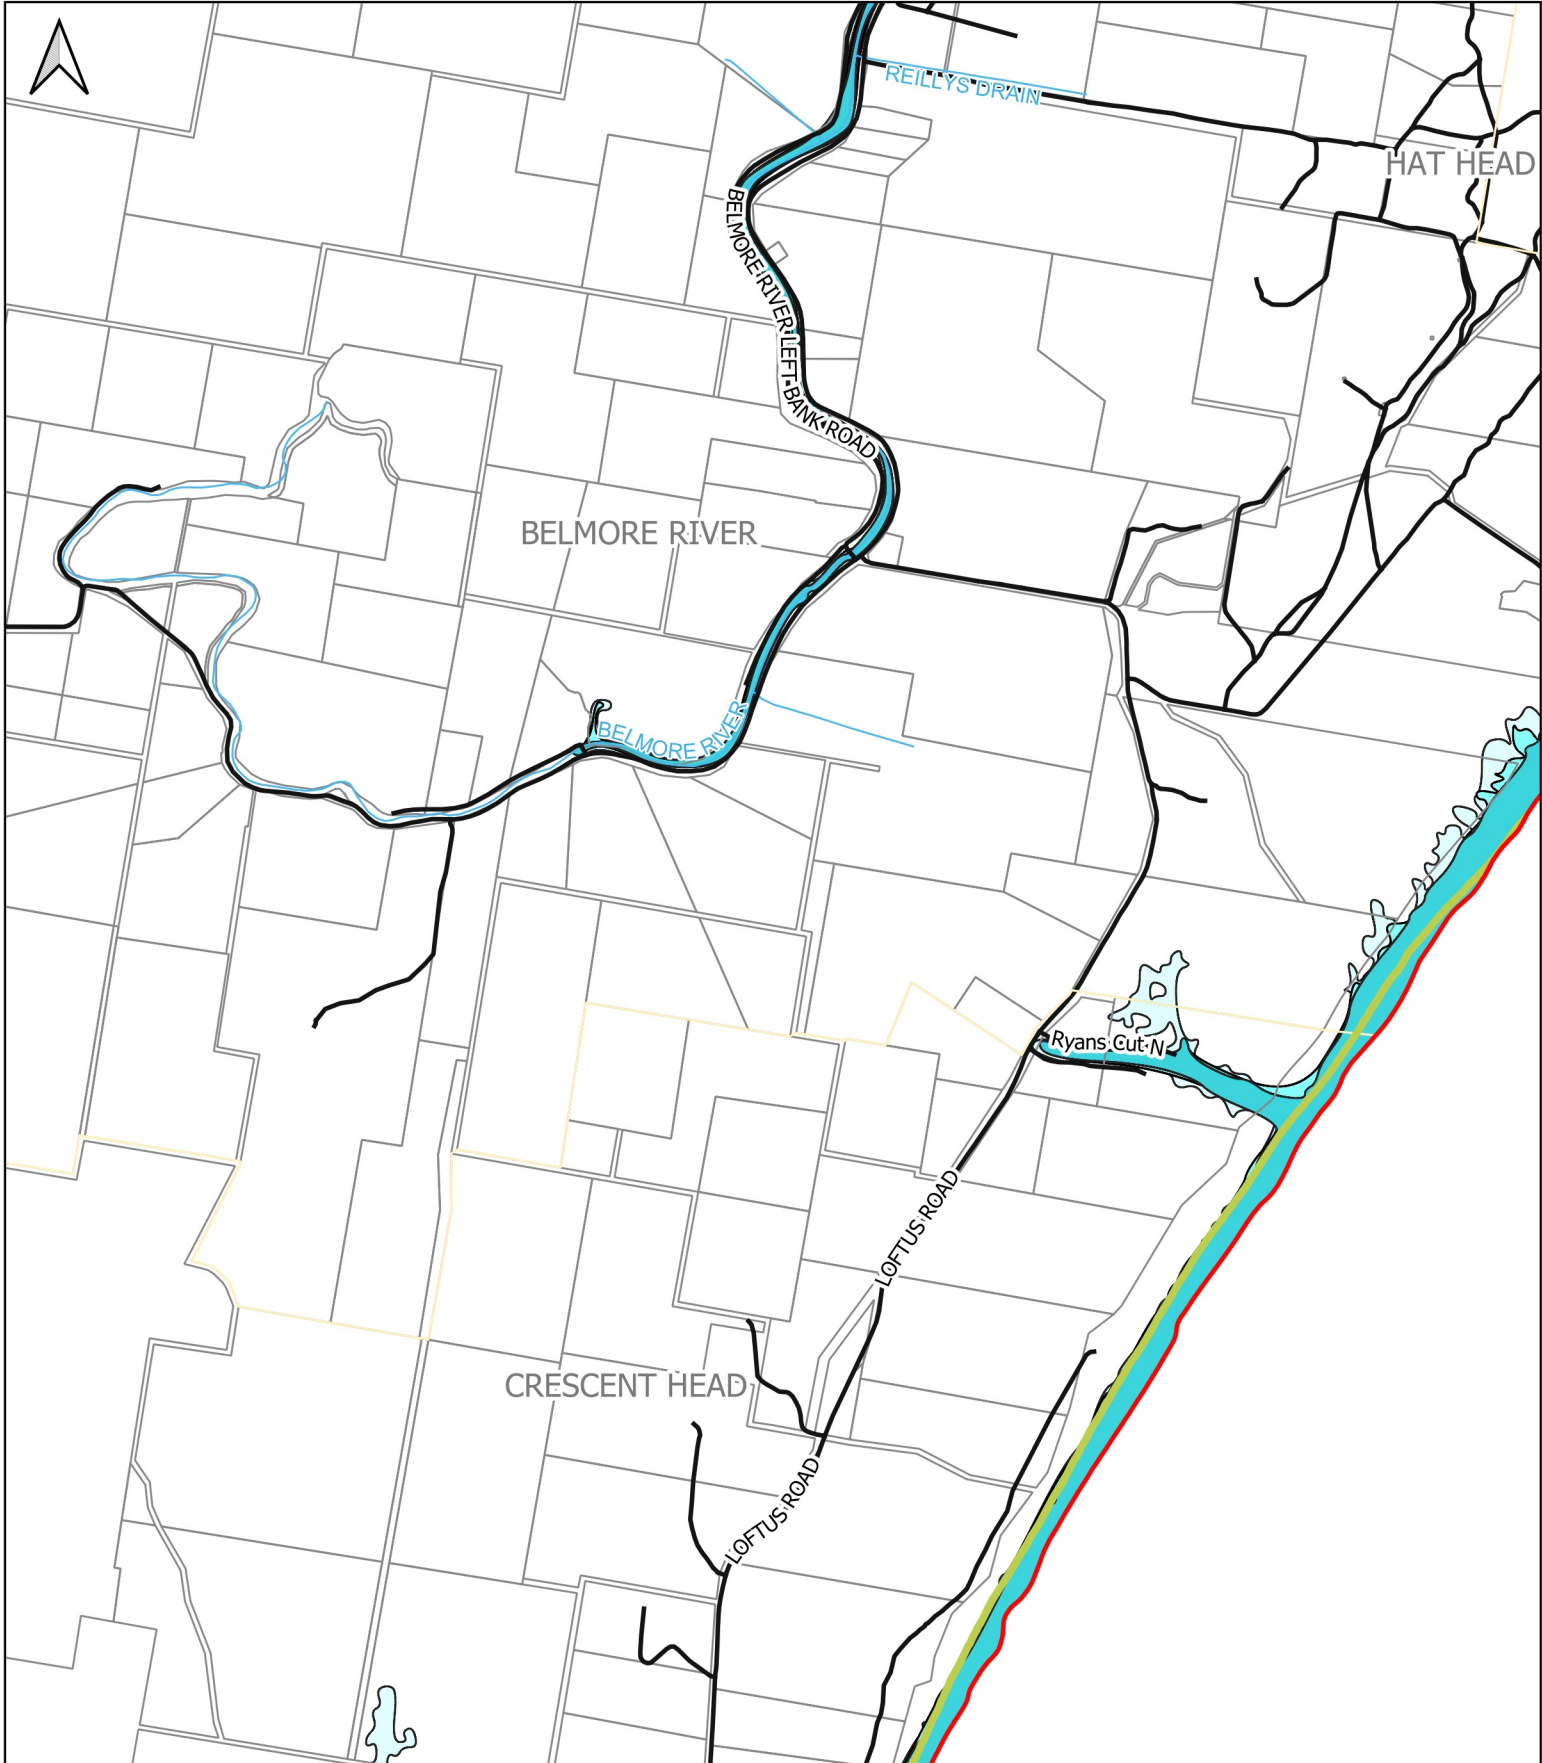 REILLYS DRAIN
HAT HEAD
BELMORE RIVER LEFT BANK ROAD
BELMORE RIVER
BELMORE RIVER
Ryans Cut N
LOFTUS ROAD
CRESCENT HEAD
LOFTUS ROAD